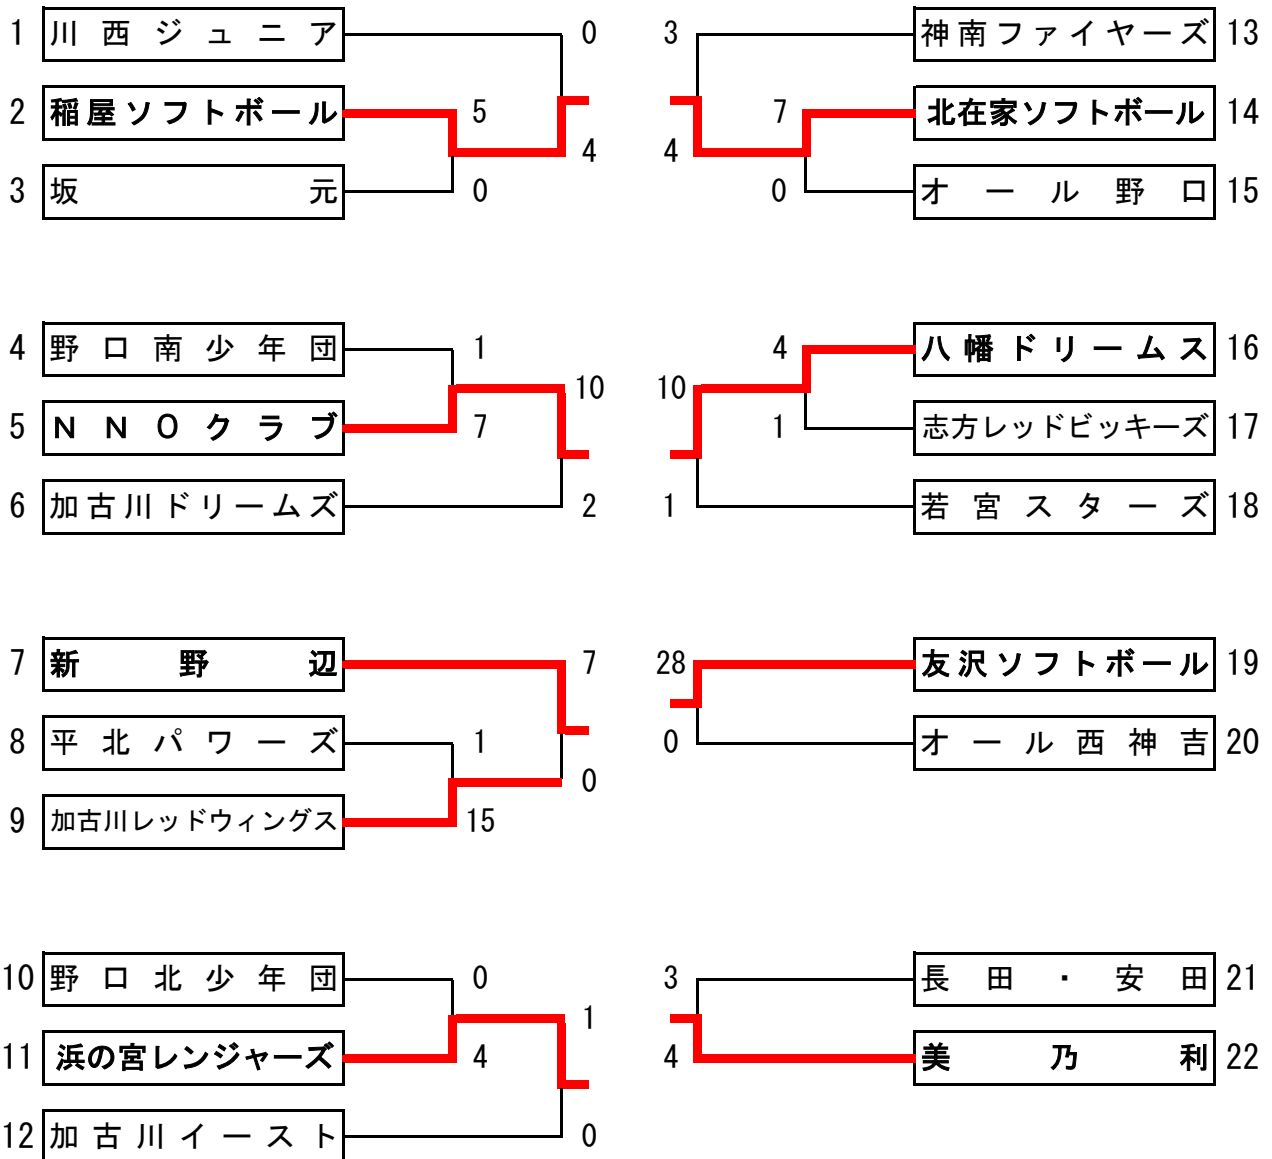 1 川西ジュニア 0 3 神南ファイヤーズ 13
2 稲屋ソフトボール 5 7 北在家ソフトボール 14
4 4
3 坂元 0 0 オール野口 15
4 野口南少年団 1 4 八幡ドリームス 16
10 10
5 NNOクラブ 7 1 志方レッドビッキーズ 17
6 加古川ドリームズ 2 1 若宮スターズ 18
7 新野辺 7 28 友沢ソフトボール 19
8 平北パワーズ 1 0 オール西神吉 20
0
9 加古川レッドウィングス 15
10 野口北少年団 0 3 長田・安田 21
1
11 浜の宮レンジャーズ 4 4 美乃利 22
12 加古川イースト 0